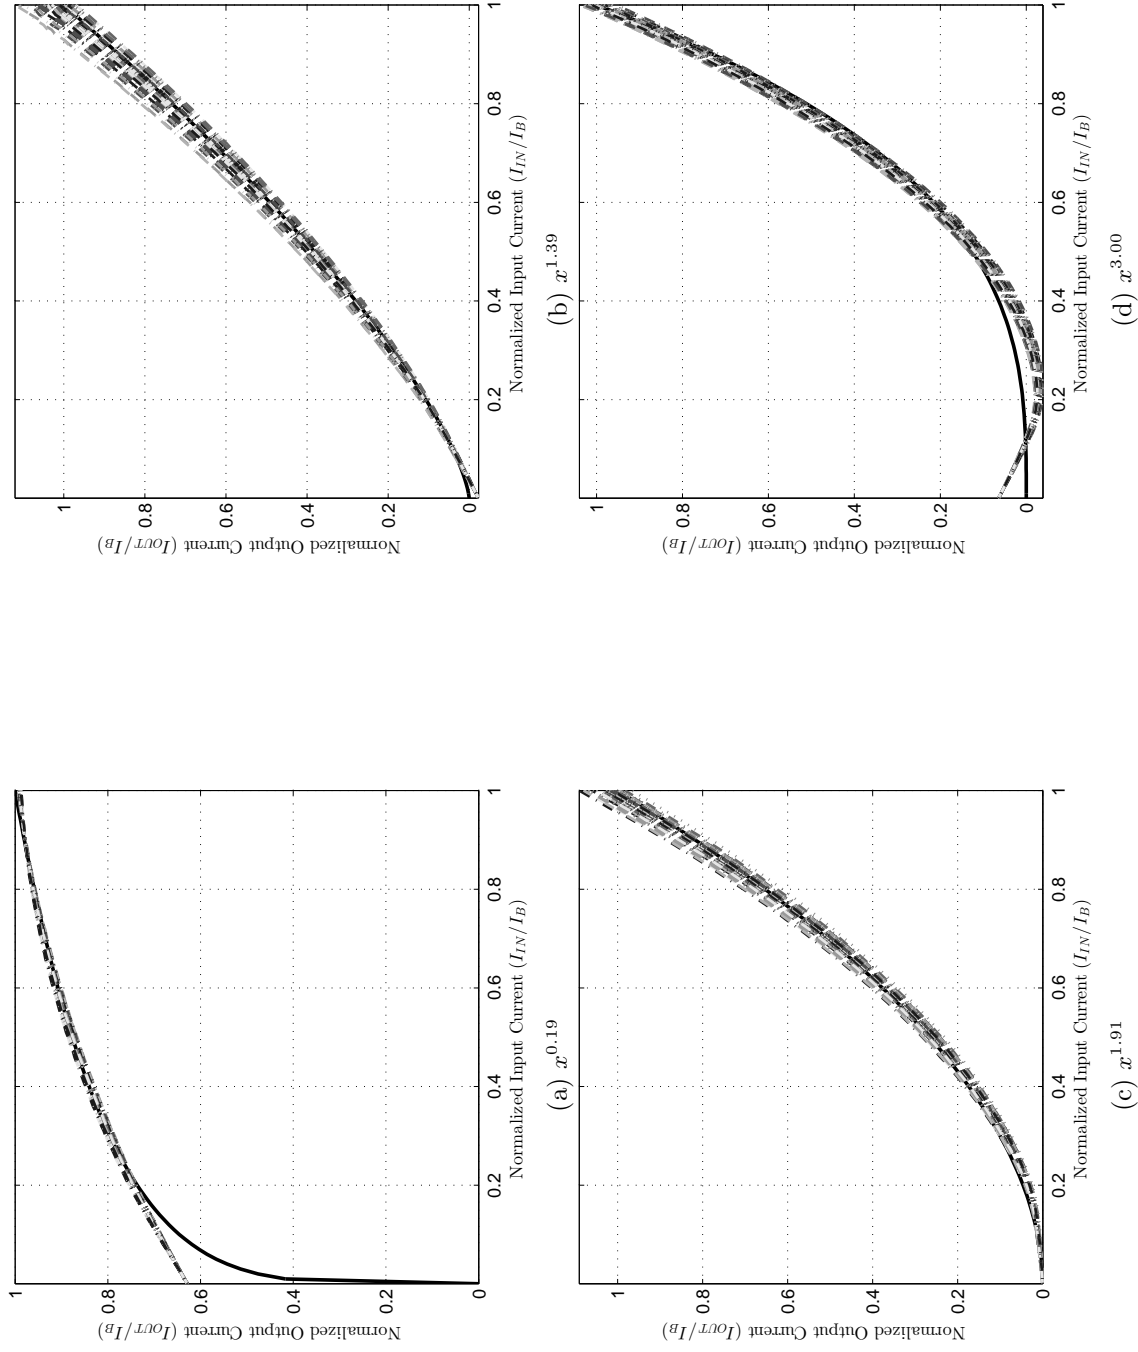 1
0.8
0.6
0.4
0.2
0
Normalized Output Current (I_OUT/I_B)
0.2 0.4 0.6 0.8 1
Normalized Input Current (I_IN/I_B)
(a) x^0.19
1
0.8
0.6
0.4
0.2
0
Normalized Output Current (I_OUT/I_B)
0.2 0.4 0.6 0.8 1
Normalized Input Current (I_IN/I_B)
(b) x^1.39
1
0.8
0.6
0.4
0.2
0
Normalized Output Current (I_OUT/I_B)
0.2 0.4 0.6 0.8 1
Normalized Input Current (I_IN/I_B)
(c) x^1.91
1
0.8
0.6
0.4
0.2
0
Normalized Output Current (I_OUT/I_B)
0.2 0.4 0.6 0.8 1
Normalized Input Current (I_IN/I_B)
(d) x^3.00